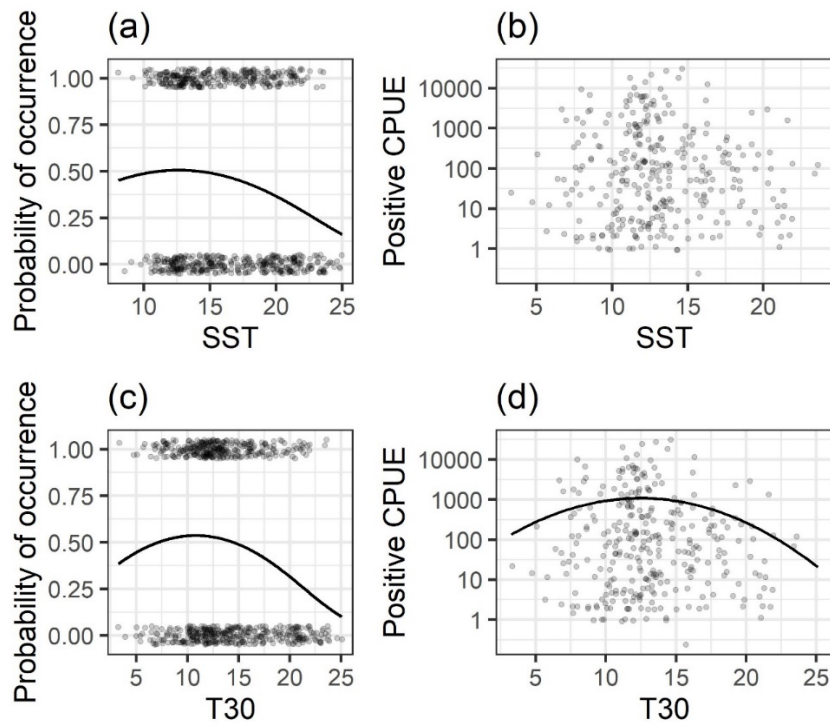 (a)
Probability of occurrence
1.00
0.75
0.50
0.25
0.00
10 15 20 25
SST
(b)
Positive CPUE
10000
1000
100
10
1
5 10 15 20
SST
(c)
Probability of occurrence
1.00
0.75
0.50
0.25
0.00
5 10 15 20 25
T30
(d)
Positive CPUE
10000
1000
100
10
1
5 10 15 20 25
T30